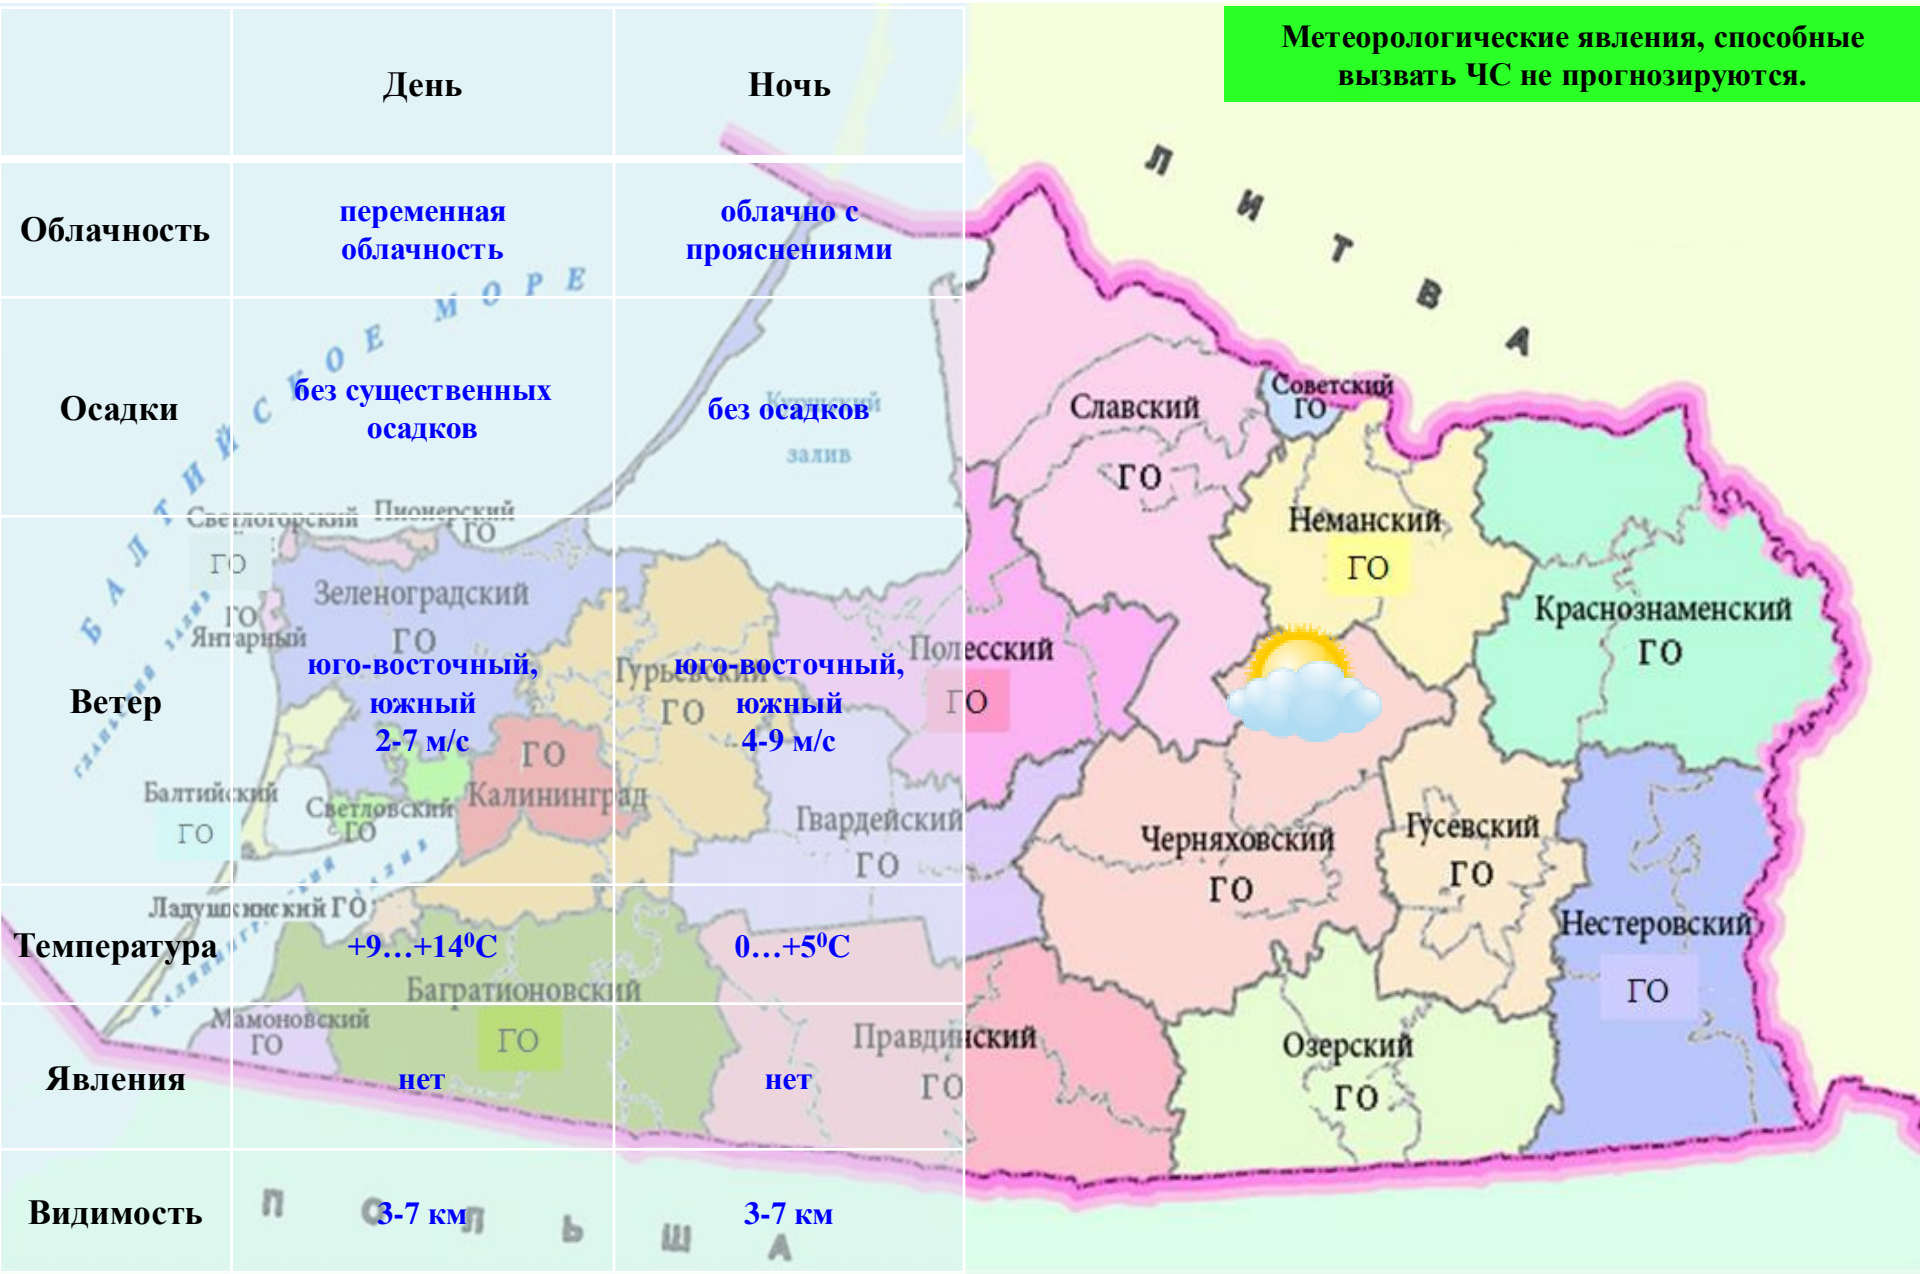 День
Ночь
Метеорологические явления, способные
вызвать ЧС не прогнозируются.
Облачность
переменная
облачность
облачно с
прояснениями
Осадки
без существенных
осадков
без осадков
Ветер
юго-восточный,
южный
2-7 м/с
юго-восточный,
южный
4-9 м/с
Температура
+9…+14⁰С
0…+5⁰С
Явления
нет
нет
Видимость
3-7 км
3-7 км
ЛИТВА
БАЛТИЙСКОЕ МОРЕ
Куршский
залив
Славский
ГО
Советский
ГО
Неманский
ГО
Краснознаменский
ГО
Светлогорский
ГО
Пионерский
ГО
Зеленоградский
ГО
ГО
Янтарный
Гурьевский
ГО
Полесский
ГО
ГО
Калининград
Балтийский
ГО
Светловский
ГО
Гвардейский
ГО
Черняховский
ГО
Гусевский
ГО
Нестеровский
ГО
Ладушкинский ГО
Багратионовский
ГО
Мамоновский
ГО
Правдинский
ГО
Озерский
ГО
ПОЛЬША